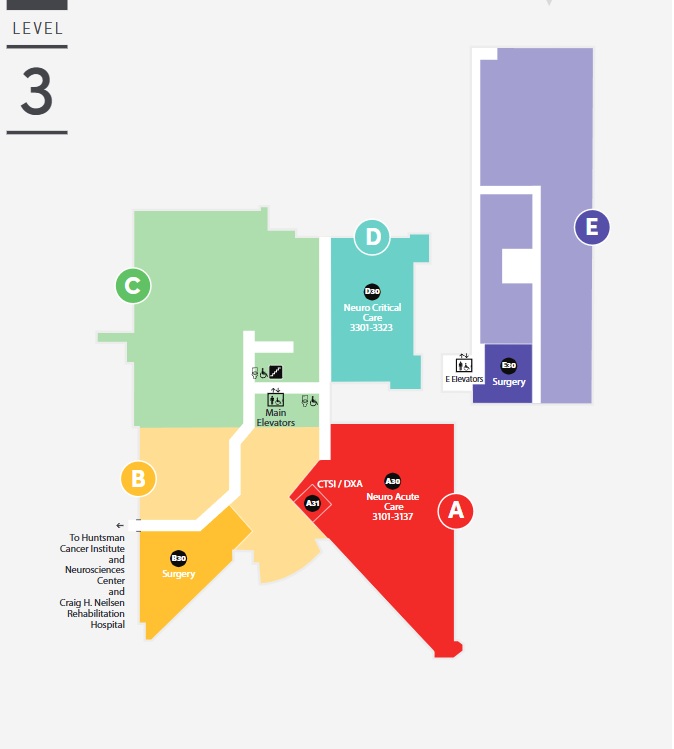 LEVEL
3
E
D
C
D30
Neuro Critical
Care
3301-3323
E30
Surgery
E Elevators
Main
Elevators
B
CTSI / DXA
A31
A30
Neuro Acute
Care
3101-3137
A
To Huntsman
Cancer Institute
and
Neurosciences
Center
and
Craig H. Neilsen
Rehabilitation
Hospital
B30
Surgery